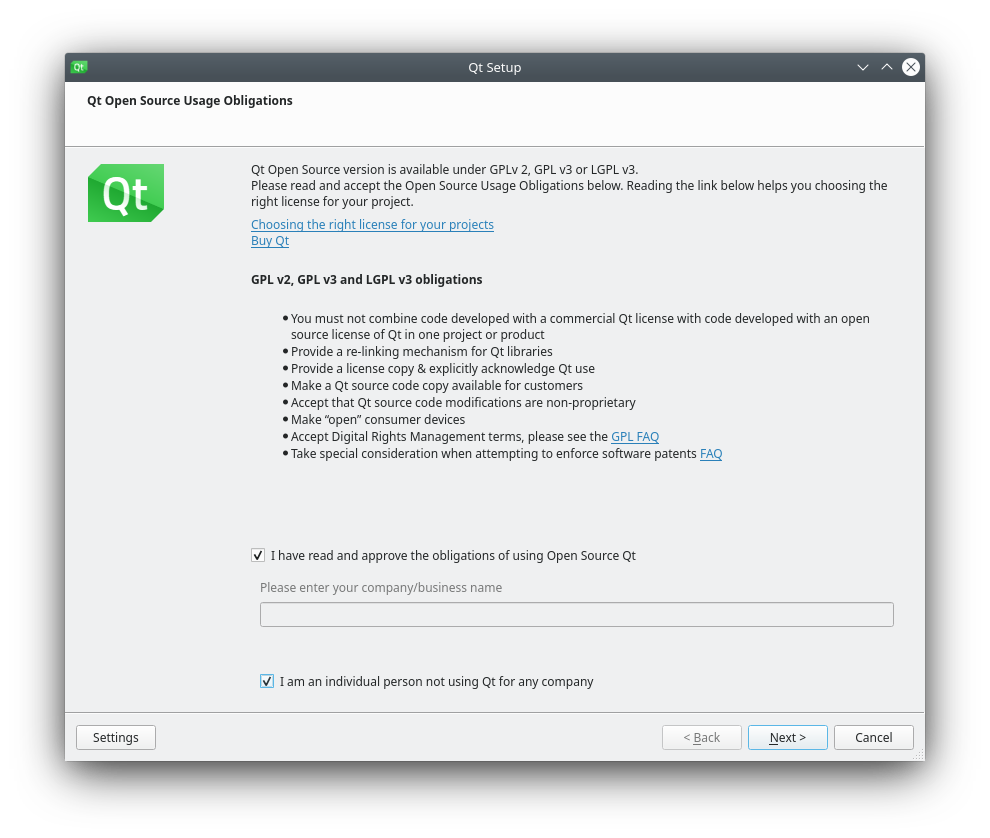 Qt Setup
Qt Open Source Usage Obligations
Qt
Qt Open Source version is available under GPLv 2, GPL v3 or LGPL v3.
Please read and accept the Open Source Usage Obligations below. Reading the link below helps you choosing the
right license for your project.
Choosing the right license for your projects
Buy Qt
GPL v2, GPL v3 and LGPL v3 obligations
● You must not combine code developed with a commercial Qt license with code developed with an open
source license of Qt in one project or product
● Provide a re-linking mechanism for Qt libraries
● Provide a license copy & explicitly acknowledge Qt use
● Make a Qt source code copy available for customers
● Accept that Qt source code modifications are non-proprietary
● Make “open” consumer devices
● Accept Digital Rights Management terms, please see the GPL FAQ
● Take special consideration when attempting to enforce software patents FAQ
I have read and approve the obligations of using Open Source Qt
Please enter your company/business name
I am an individual person not using Qt for any company
Settings
< Back
Next >
Cancel